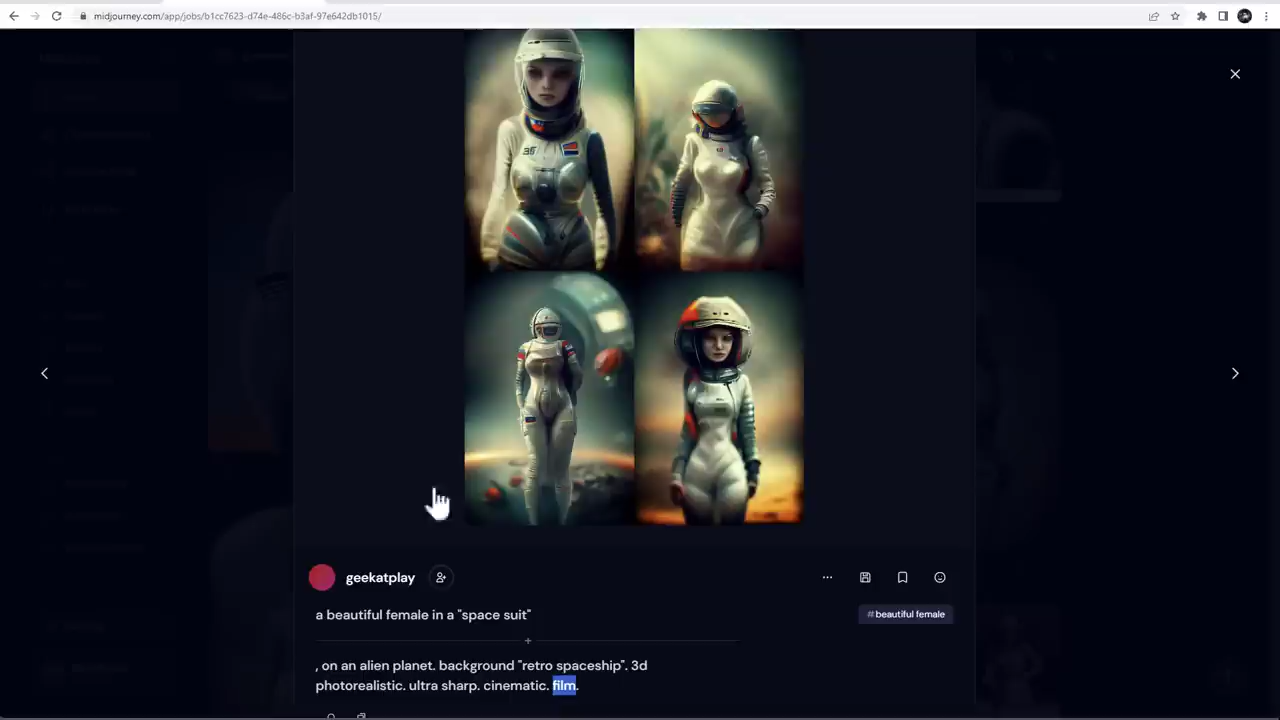 midjourney.com/app/jobs/b1cc7623-d74e-486c-b3af-97e642db1015/
geekatplay
a beautiful female in a "space suit"
#beautiful female
, on an alien planet. background "retro spaceship". 3d
photorealistic. ultra sharp. cinematic. film.